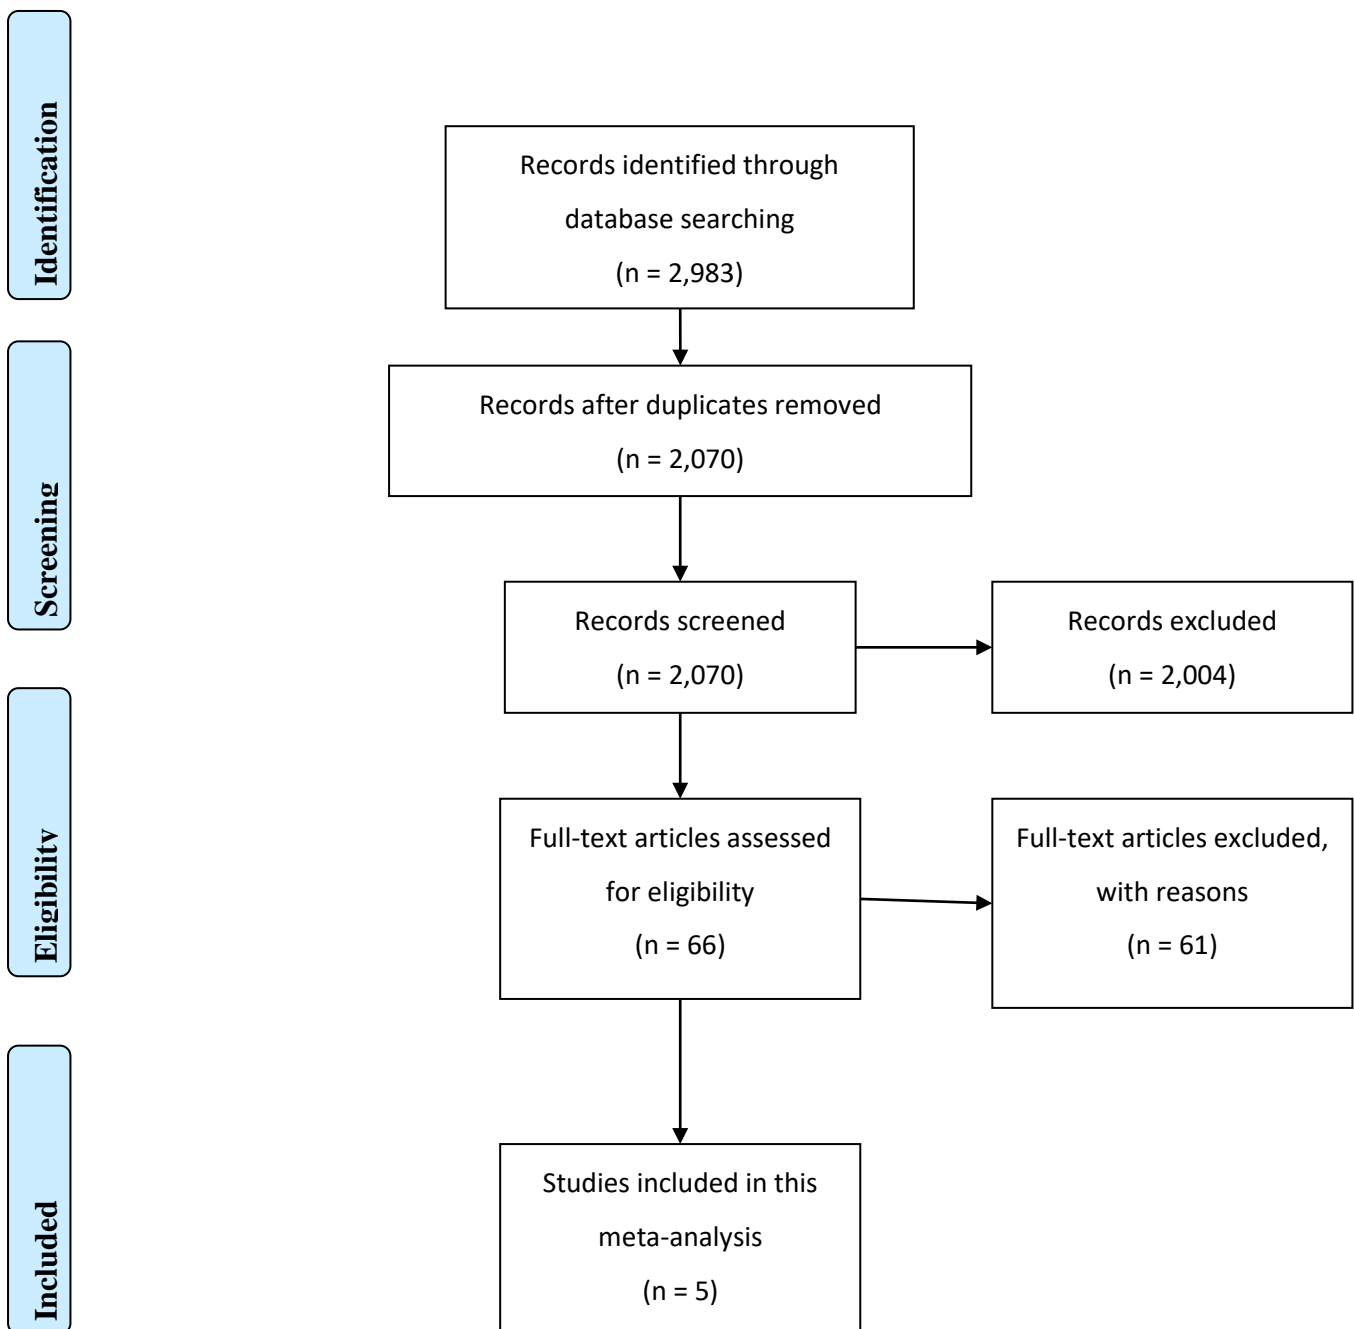 Identification
Records identified through
database searching
(n = 2,983)
Screening
Records after duplicates removed
(n = 2,070)
Records screened
(n = 2,070)
Records excluded
(n = 2,004)
Eligibility
Full-text articles assessed
for eligibility
(n = 66)
Full-text articles excluded,
with reasons
(n = 61)
Included
Studies included in this
meta-analysis
(n = 5)